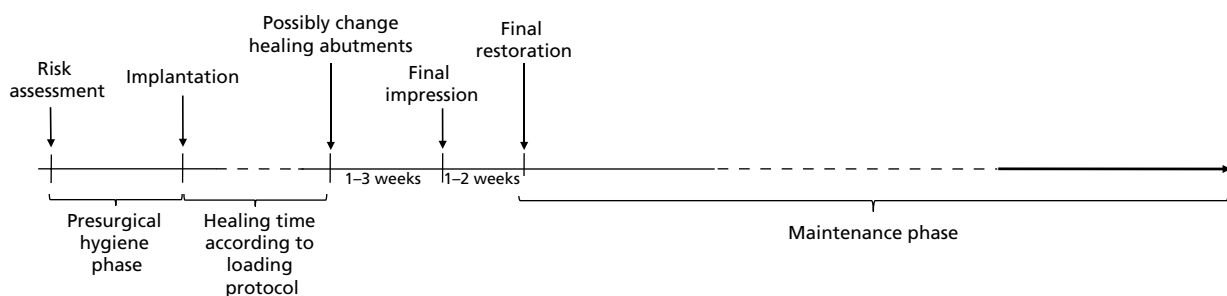 Risk
assessment
Implantation
Possibly change
healing abutments
Final
impression
Final
restoration
1–3 weeks
1–2 weeks
Presurgical
hygiene
phase
Healing time
according to
loading
protocol
Maintenance phase